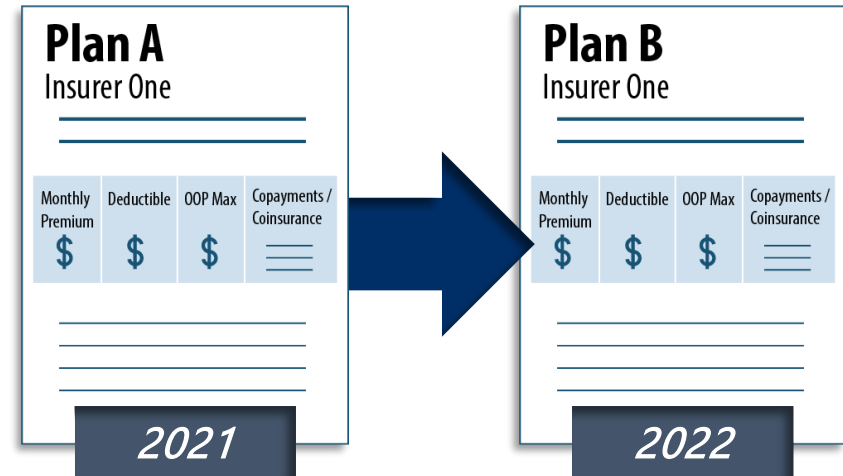 Plan A
Insurer One
Monthly
Premium
$
Deductible
$
OOP Max
$
Copayments /
Coinsurance
2021
Plan B
Insurer One
Monthly
Premium
$
Deductible
$
OOP Max
$
Copayments /
Coinsurance
2022